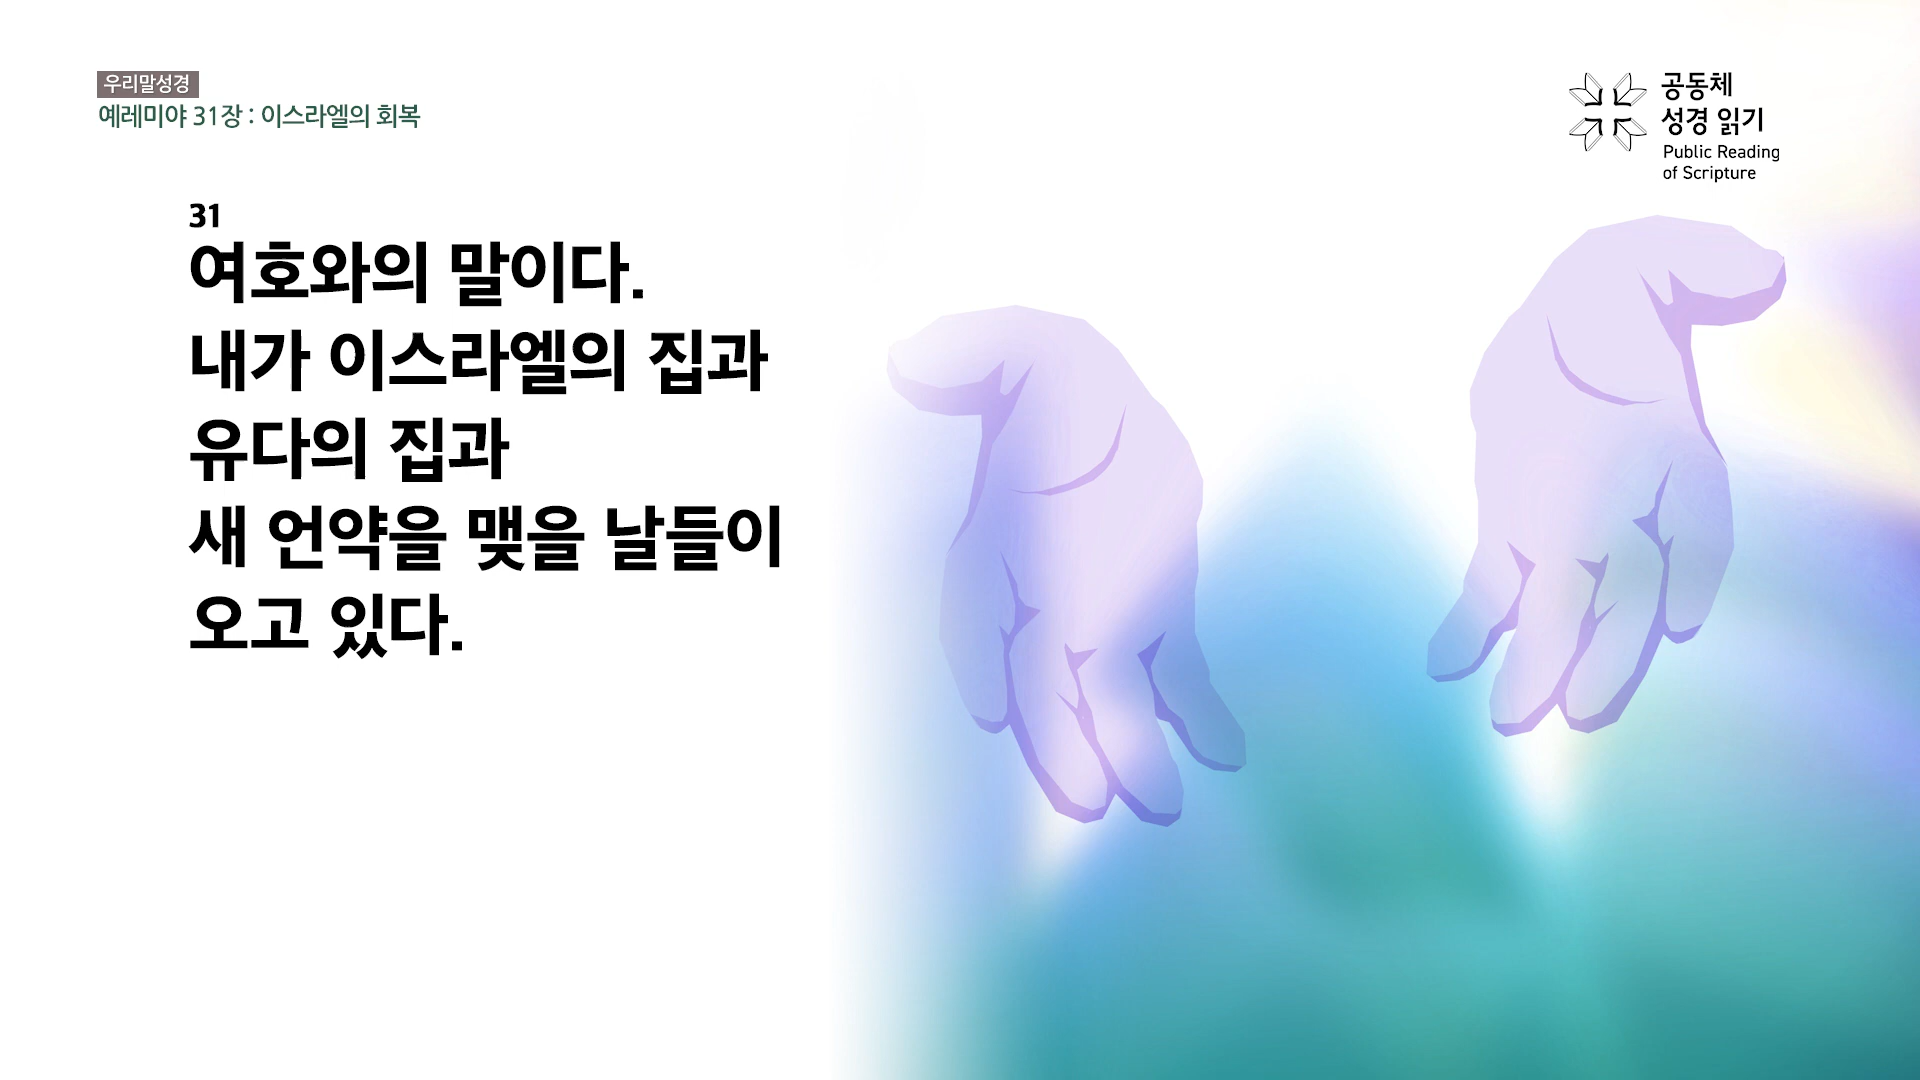 우리말성경
예레미야 31장 : 이스라엘의 회복
공동체
성경 읽기
Public Reading
of Scripture
31
여호와의 말이다.
내가 이스라엘의 집과
유다의 집과
새 언약을 맺을 날들이
오고 있다.